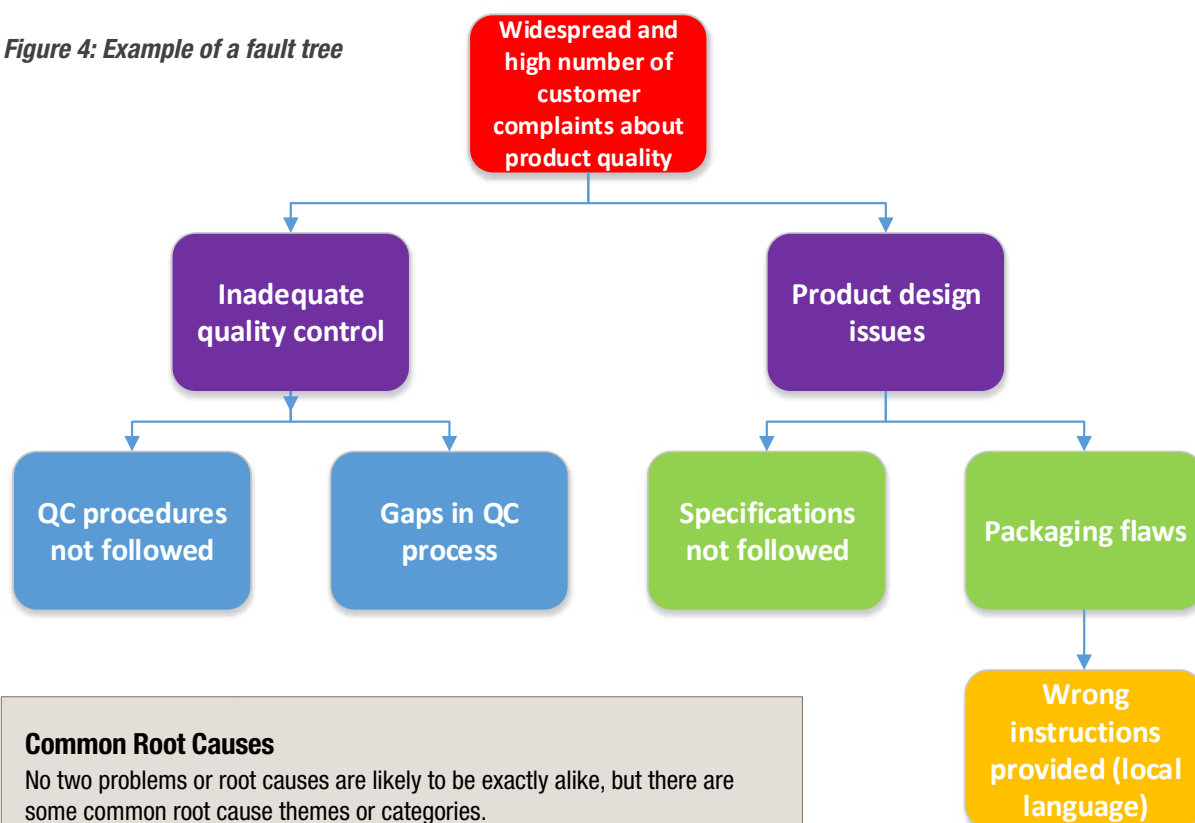 Figure 4: Example of a fault tree
Widespread and
high number of
customer
complaints about
product quality
Inadequate
quality control
Product design
issues
QC procedures
not followed
Gaps in QC
process
Specifications
not followed
Packaging flaws
Wrong
instructions
provided (local
language)
Common Root Causes
No two problems or root causes are likely to be exactly alike, but there are
some common root cause themes or categories.